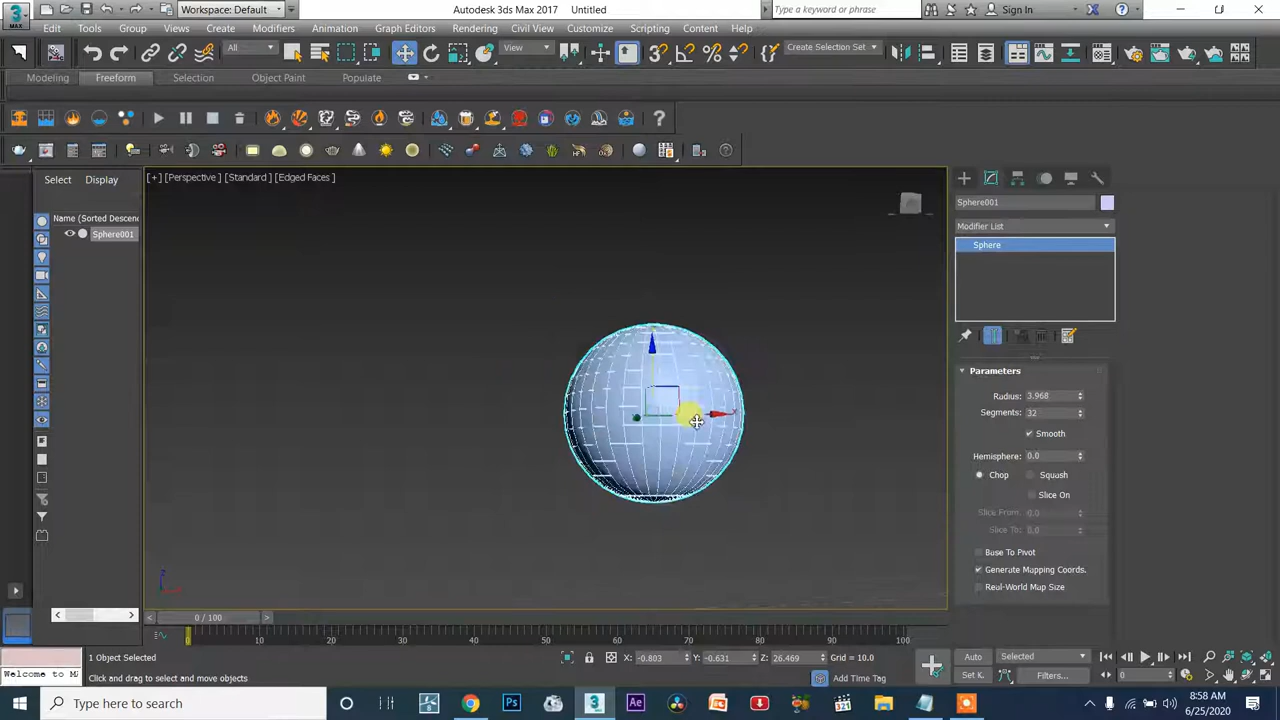 3
MAX
Workspace: Default
Autodesk 3ds Max 2017 Untitled
Type a keyword or phrase
Sign In
Edit Tools Group Views Create Modifiers Animation Graph Editors Rendering Civil View Customize Scripting Content Help
All
View
Create Selection Set
Modeling Freeform Selection Object Paint Populate
Select Display
[+] [Perspective ] [Standard ] [Edged Faces ]
Name (Sorted Descen
Sphere001
Sphere001
Modifier List
Sphere
Parameters
Radius: 3.968
Segments: 32
Smooth
Hemisphere: 0.0
Chop Squash
Slice On
Slice From: 0.0
Slice To: 0.0
Base To Pivot
Generate Mapping Coords.
Real-World Map Size
0 / 100
0 10 20 30 40 50 60 70 80 90 100
1 Object Selected
X: -0.803 Y: -0.631 Z: 26.469 Grid = 10.0
Auto Selected
Welcome to M
Click and drag to select and move objects
Add Time Tag
Set K. Filters... 0
Type here to search
8:58 AM
6/25/2020